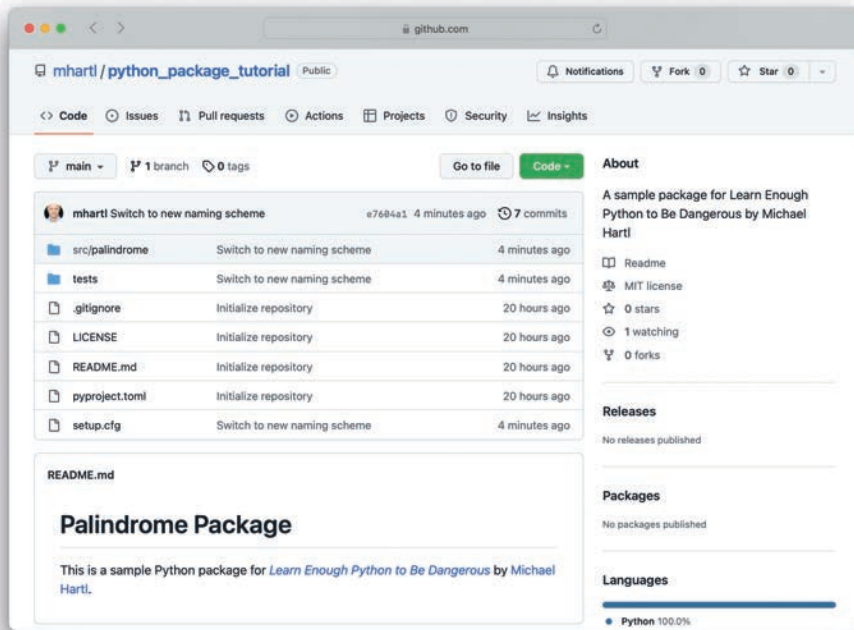 github.com
mhartl / python_package_tutorial Public
Notifications Fork 0 Star 0
Code Issues Pull requests Actions Projects Security Insights
main 1 branch 0 tags Go to file Code
mhartl Switch to new naming scheme e7604a1 4 minutes ago 7 commits
src/palindrome Switch to new naming scheme 4 minutes ago
tests Switch to new naming scheme 4 minutes ago
.gitignore Initialize repository 20 hours ago
LICENSE Initialize repository 20 hours ago
README.md Initialize repository 20 hours ago
pyproject.toml Initialize repository 20 hours ago
setup.cfg Switch to new naming scheme 4 minutes ago
README.md
Palindrome Package
This is a sample Python package for Learn Enough Python to Be Dangerous by Michael
Hartl.
About
A sample package for Learn Enough
Python to Be Dangerous by Michael
Hartl
Readme
MIT license
0 stars
1 watching
0 forks
Releases
No releases published
Packages
No packages published
Languages
Python 100.0%